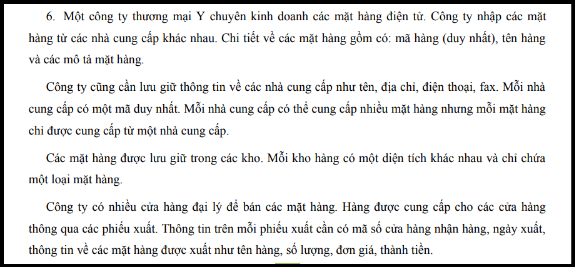 6. Một công ty thương mại Y chuyên kinh doanh các mặt hàng điện tử. Công ty nhập các mặt
hàng từ các nhà cung cấp khác nhau. Chi tiết về các mặt hàng gồm có: mã hàng (duy nhất), tên hàng
và các mô tả mặt hàng.
Công ty cũng cần lưu giữ thông tin về các nhà cung cấp như tên, địa chỉ, điện thoại, fax. Mỗi nhà
cung cấp có một mã duy nhất. Mỗi nhà cung cấp có thể cung cấp nhiều mặt hàng nhưng mỗi mặt hàng
chỉ được cung cấp từ một nhà cung cấp.
Các mặt hàng được lưu giữ trong các kho. Mỗi kho hàng có một diện tích khác nhau và chỉ chứa
một loại mặt hàng.
Công ty có nhiều cửa hàng đại lý để bán các mặt hàng. Hàng được cung cấp cho các cửa hàng
thông qua các phiếu xuất. Thông tin trên mỗi phiếu xuất cần có mã số cửa hàng nhận hàng, ngày xuất,
thông tin về các mặt hàng được xuất như tên hàng, số lượng, đơn giá, thành tiền.